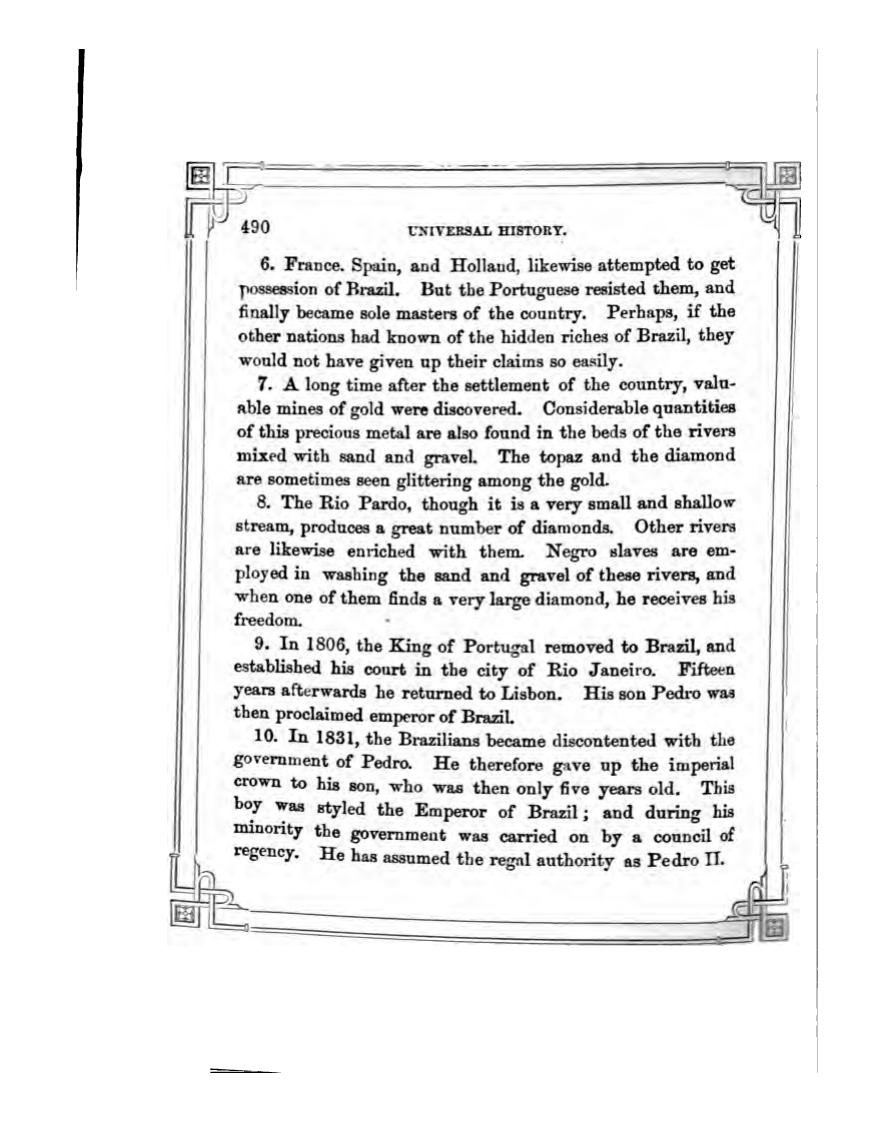 490 UNIVERSAL HISTORY.
6. France. Spain, and Holland, likewise attempted to get
possession of Brazil. But the Portuguese resisted them, and
finally became sole masters of the country. Perhaps, if the
other nations had known of the hidden riches of Brazil, they
would not have given up their claims so easily.
7. A long time after the settlement of the country, valu-
able mines of gold were discovered. Considerable quantities
of this precious metal are also found in the beds of the rivers
mixed with sand and gravel. The topaz and the diamond
are sometimes seen glittering among the gold.
8. The Rio Pardo, though it is a very small and shallow
stream, produces a great number of diamonds. Other rivers
are likewise enriched with them. Negro slaves are em-
ployed in washing the sand and gravel of these rivers, and
when one of them finds a very large diamond, he receives his
freedom.
9. In 1806, the King of Portugal removed to Brazil, and
established his court in the city of Rio Janeiro. Fifteen
years afterwards he returned to Lisbon. His son Pedro was
then proclaimed emperor of Brazil.
10. In 1831, the Brazilians became discontented with the
government of Pedro. He therefore gave up the imperial
crown to his son, who was then only five years old. This
boy was styled the Emperor of Brazil; and during his
minority the government was carried on by a council of
regency. He has assumed the regal authority as Pedro II.